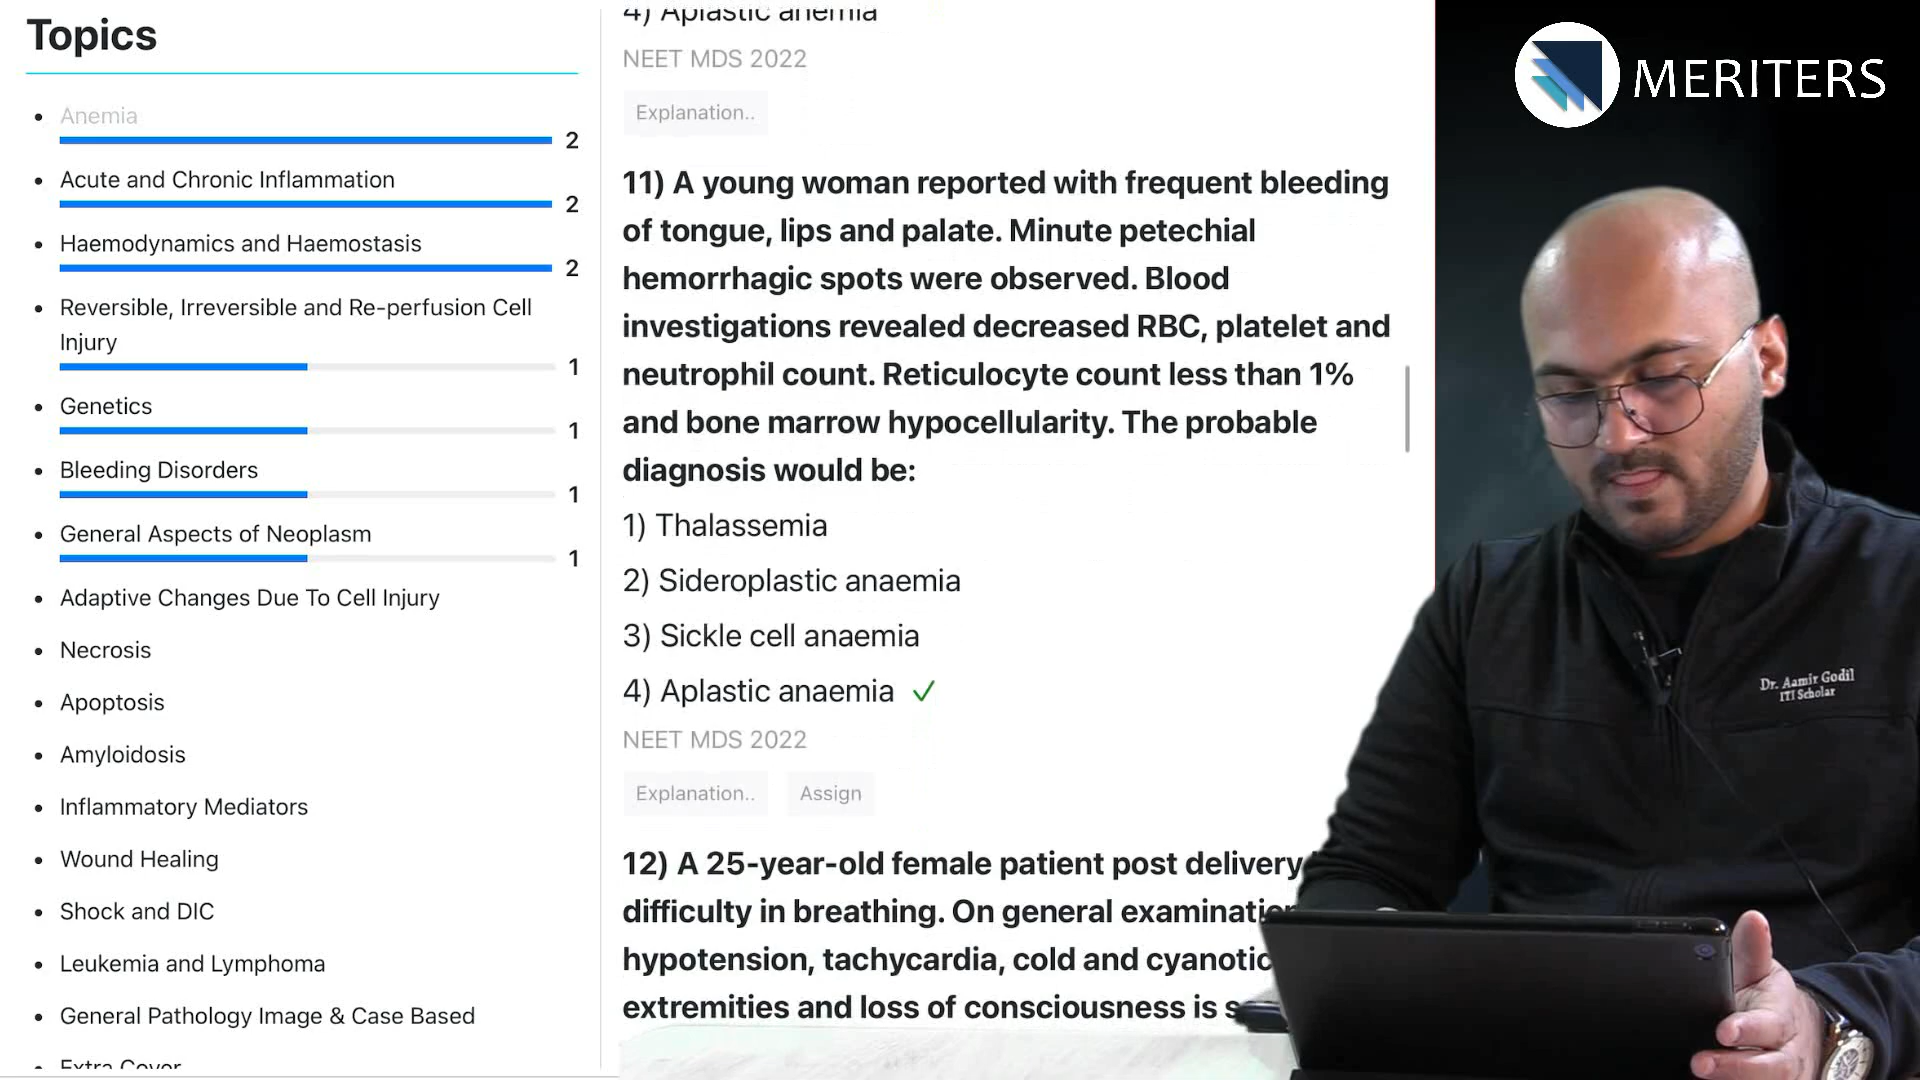 Topics
Anemia
2
Acute and Chronic Inflammation
2
Haemodynamics and Haemostasis
2
Reversible, Irreversible and Re-perfusion Cell
Injury
1
Genetics
1
Bleeding Disorders
1
General Aspects of Neoplasm
1
Adaptive Changes Due To Cell Injury
Necrosis
Apoptosis
Amyloidosis
Inflammatory Mediators
Wound Healing
Shock and DIC
Leukemia and Lymphoma
General Pathology Image & Case Based
Extra Cover
4) Aplastic anemia
NEET MDS 2022
Explanation..
11) A young woman reported with frequent bleeding
of tongue, lips and palate. Minute petechial
hemorrhagic spots were observed. Blood
investigations revealed decreased RBC, platelet and
neutrophil count. Reticulocyte count less than 1%
and bone marrow hypocellularity. The probable
diagnosis would be:
1) Thalassemia
2) Sideroplastic anaemia
3) Sickle cell anaemia
4) Aplastic anaemia
NEET MDS 2022
Explanation.. Assign
12) A 25-year-old female patient post delivery
difficulty in breathing. On general examination
hypotension, tachycardia, cold and cyanotic
extremities and loss of consciousness is
MERITERS
Dr. Aamir Godil
ITI Scholar